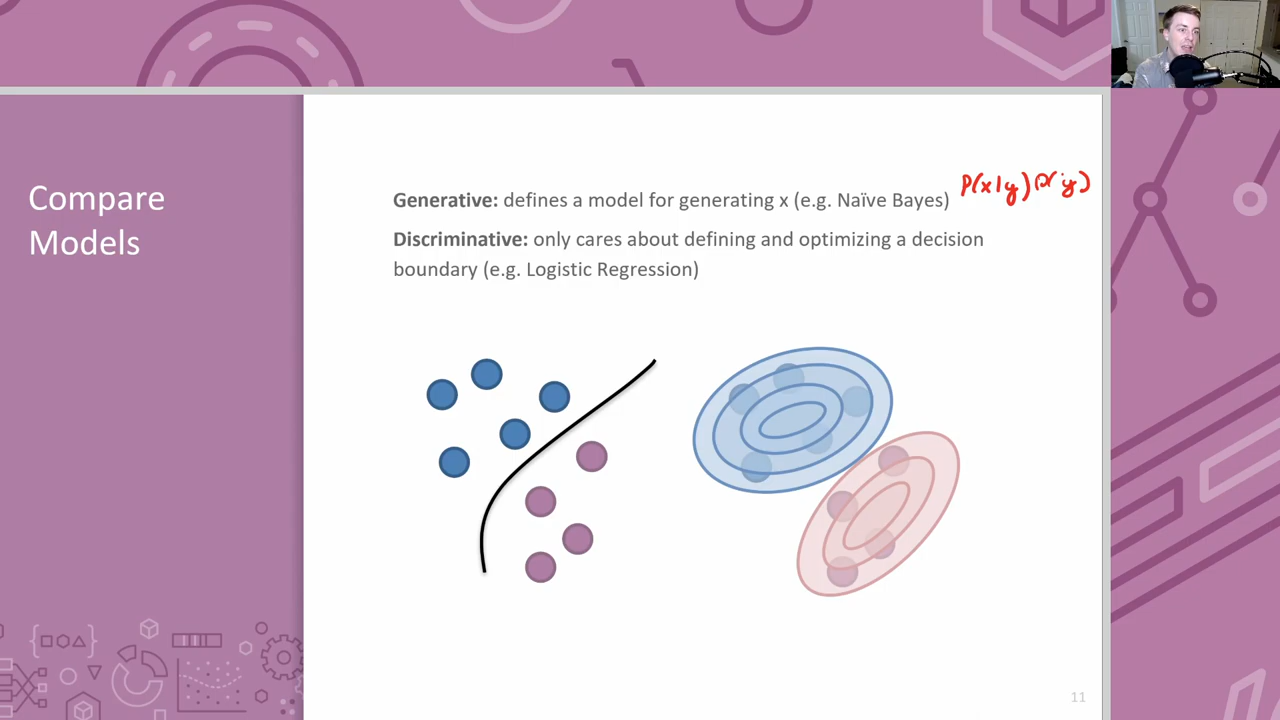 Compare
Models
Generative: defines a model for generating x (e.g. Naïve Bayes) P(x|y) P(y)
Discriminative: only cares about defining and optimizing a decision
boundary (e.g. Logistic Regression)
11